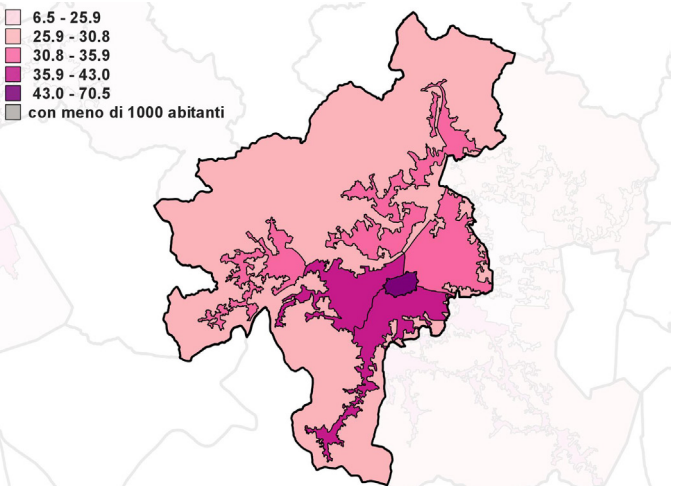 6.5 - 25.9
25.9 - 30.8
30.8 - 35.9
35.9 - 43.0
43.0 - 70.5
con meno di 1000 abitanti